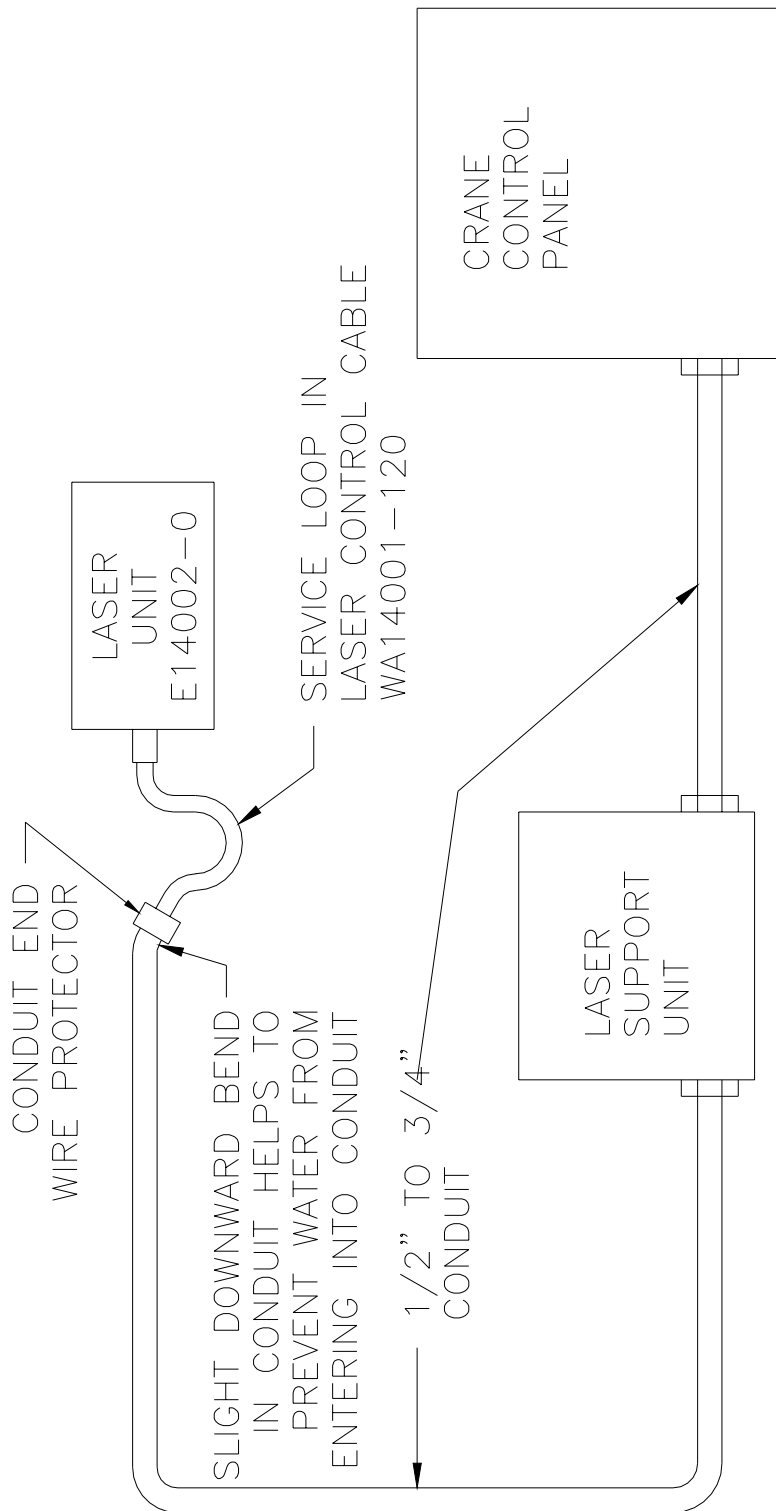 CONDUIT END
WIRE PROTECTOR
LASER
UNIT
E14002-0
SLIGHT DOWNWARD BEND
IN CONDUIT HELPS TO
PREVENT WATER FROM
ENTERING INTO CONDUIT
SERVICE LOOP IN
LASER CONTROL CABLE
WA14001-120
1/2" TO 3/4"
CONDUIT
LASER
SUPPORT
UNIT
CRANE
CONTROL
PANEL